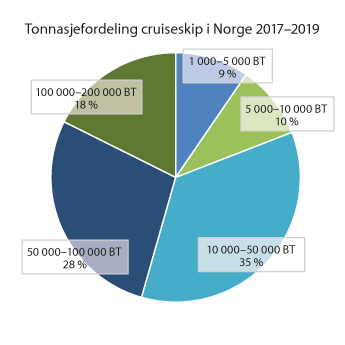 Tonnasjefordeling cruiseskip i Norge 2017–2019
1 000–5 000 BT
9 %
5 000–10 000 BT
10 %
10 000–50 000 BT
35 %
50 000–100 000 BT
28 %
100 000–200 000 BT
18 %